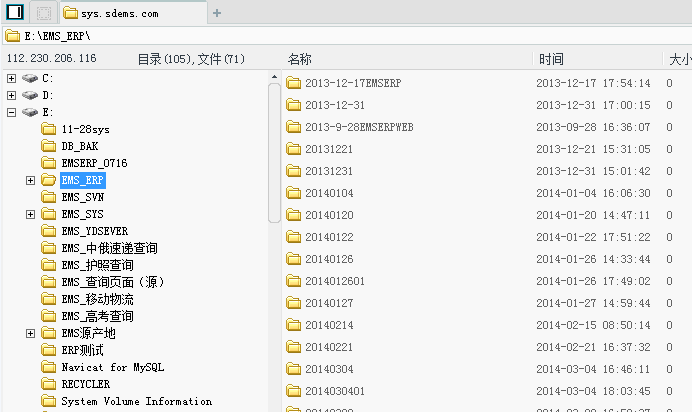 sys.sdems.com
E:\EMS_ERP\
112.230.206.116 目录(105),文件(71) 名称 时间 大小
C:
D:
E:
11-28sys
DB_BAK
EMSERP_0716
EMS_ERP
EMS_SVN
EMS_SYS
EMS_YDSEVER
EMS_中俄速递查询
EMS_护照查询
EMS_查询页面（源）
EMS_移动物流
EMS_高考查询
EMS源产地
ERP测试
Navicat for MySQL
RECYCLER
System Volume Information
2013-12-17EMSERP 2013-12-17 17:54:14 0
2013-12-31 2013-12-31 17:00:15 0
2013-9-28EMSERPWEB 2013-09-28 16:36:07 0
20131221 2013-12-21 15:31:05 0
20131231 2013-12-31 15:01:42 0
20140104 2014-01-04 16:06:30 0
20140120 2014-01-20 14:47:11 0
20140122 2014-01-22 17:51:22 0
20140126 2014-01-26 14:33:44 0
2014012601 2014-01-26 17:49:02 0
20140127 2014-01-27 14:59:44 0
20140214 2014-02-15 08:50:14 0
20140221 2014-02-21 16:37:32 0
20140304 2014-03-04 16:46:11 0
2014030401 2014-03-04 18:03:45 0